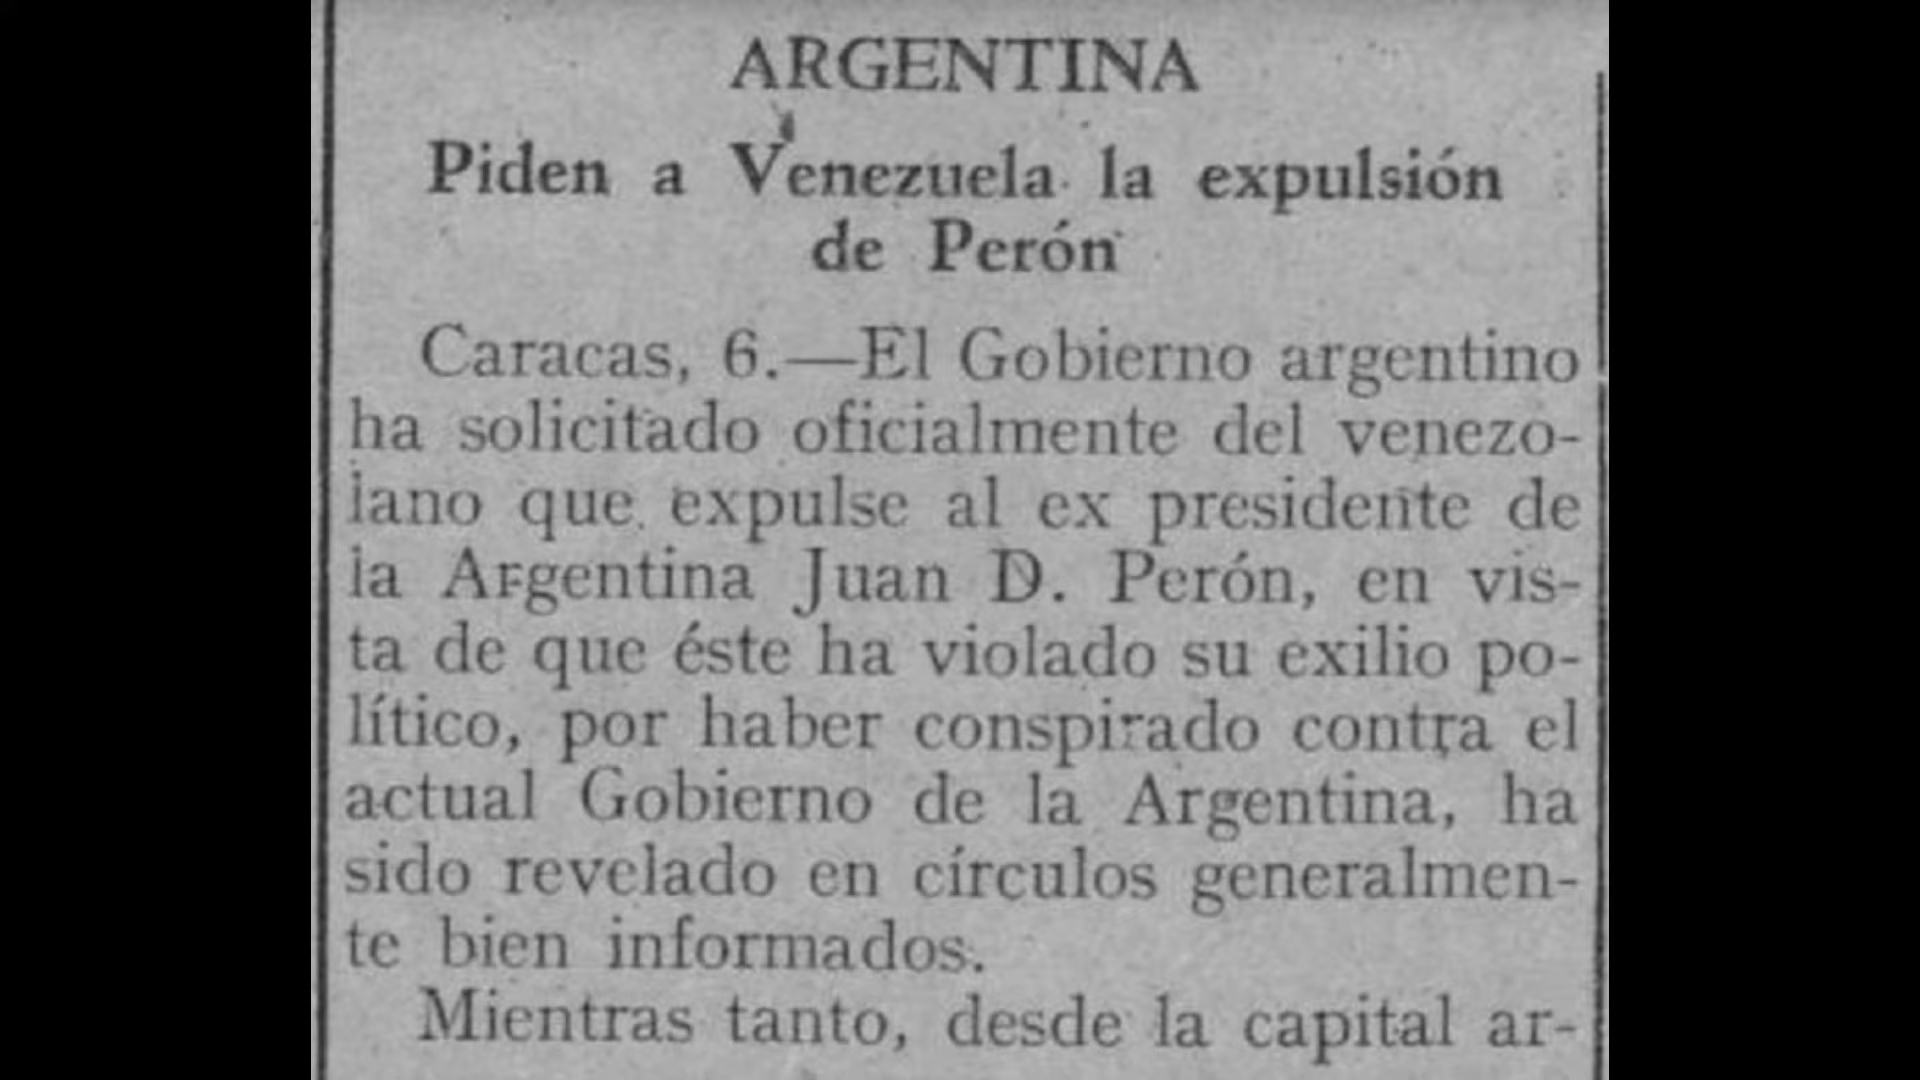 ARGENTINA
Piden a Venezuela la expulsión
de Perón
Caracas, 6.—El Gobierno argentino
ha solicitado oficialmente del venezo-
lano que expulse al ex presidente de
la Argentina Juan D. Perón, en vis-
ta de que éste ha violado su exilio po-
lítico, por haber conspirado contra el
actual Gobierno de la Argentina, ha
sido revelado en círculos generalmen-
te bien informados.
Mientras tanto, desde la capital ar-